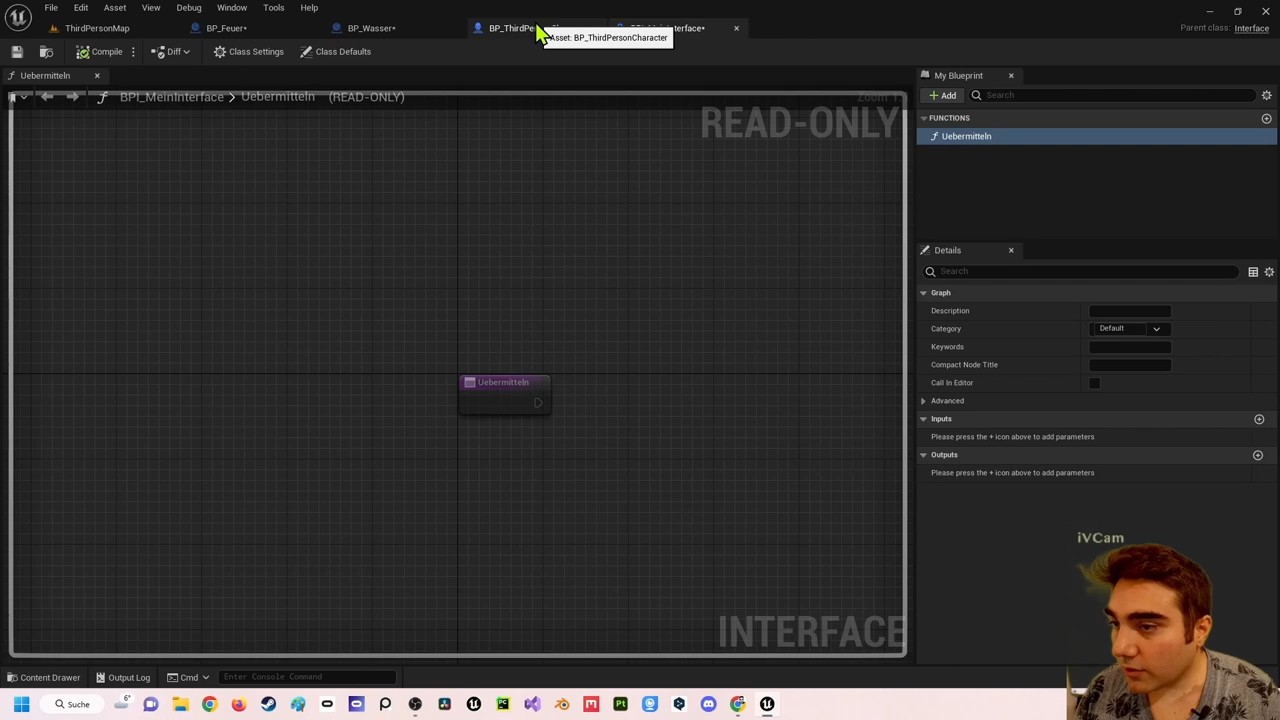 File Edit Asset View Debug Window Tools Help
ThirdPersonMap BP_Feuer* BP_Wasser* BP_ThirdPe
Asset: BP_ThirdPersonCharacter
Parent class: Interface
Compile Diff Class Settings Class Defaults
Uebermitteln
BPI_MeinInterface > Uebermitteln (READ-ONLY)
READ-ONLY
Uebermitteln
INTERFACE
My Blueprint
Add Search
FUNCTIONS
Uebermitteln
Details
Search
Graph
Description
Category Default
Keywords
Compact Node Title
Call In Editor
Advanced
Inputs
Please press the + icon above to add parameters
Outputs
Please press the + icon above to add parameters
iVCam
Content Drawer Output Log Cmd Enter Console Command
6°
Suche